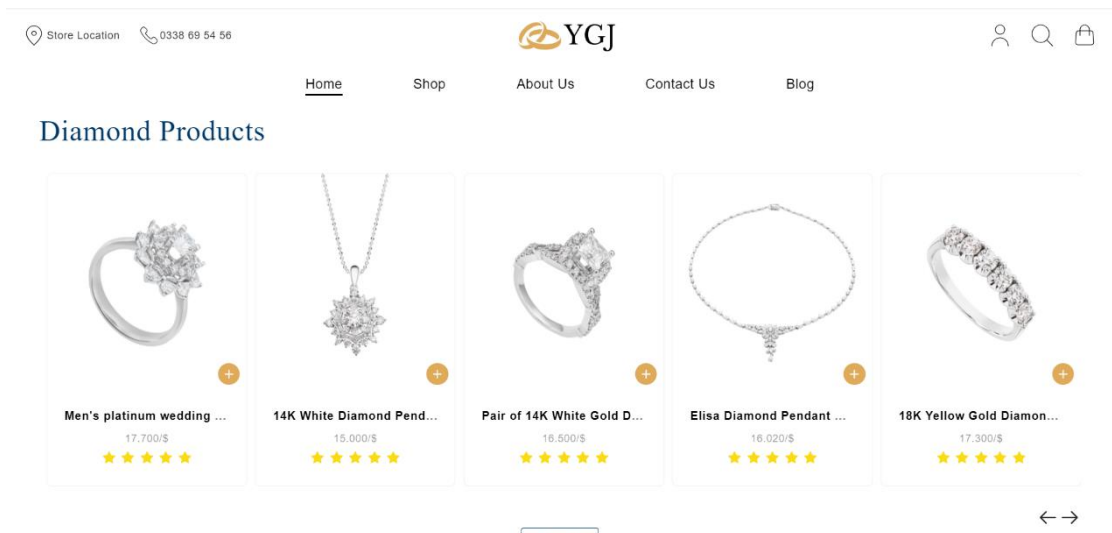 Store Location 0338 69 54 56 YGJ
Home Shop About Us Contact Us Blog
Diamond Products
Men's platinum wedding ... 14K White Diamond Pend... Pair of 14K White Gold D... Elisa Diamond Pendant ... 18K Yellow Gold Diamon...
17.700/$ 15.000/$ 16.500/$ 16.020/$ 17.300/$